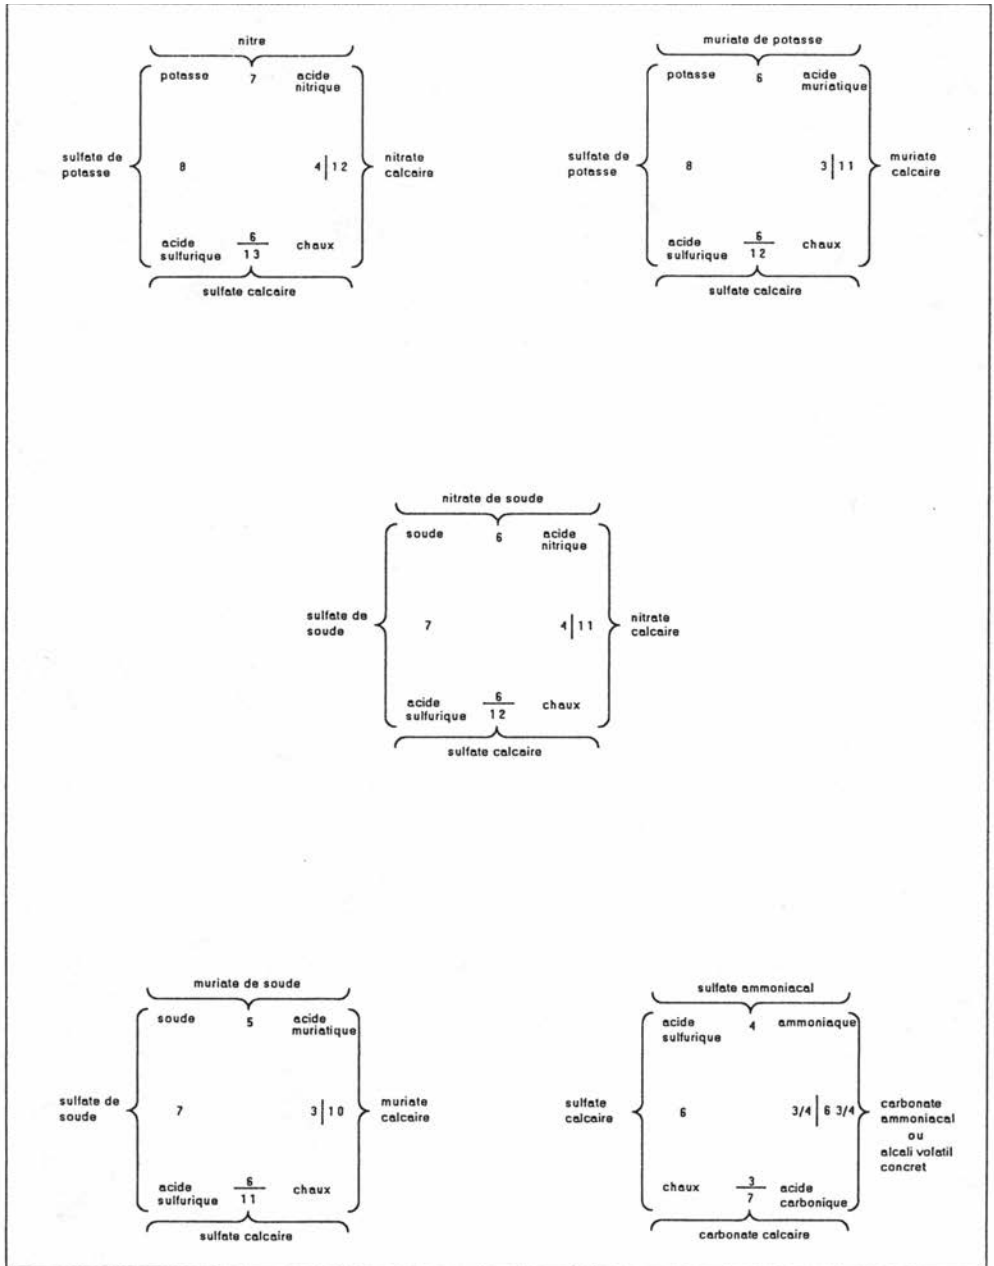 nitre
potasse 7 acide
nitrique
sulfate de
potasse
8 4 | 12
nitrate
calcaire
acide
sulfurique
6
13
chaux
sulfate calcaire
muriate de potasse
potasse 6 acide
muriatique
sulfate de
potasse
8 3 | 11
muriate
calcaire
acide
sulfurique
6
12
chaux
sulfate calcaire
nitrate de soude
soude 6 acide
nitrique
sulfate de
soude
7 4 | 11
nitrate
calcaire
acide
sulfurique
6
12
chaux
sulfate calcaire
muriate de soude
soude 5 acide
muriatique
sulfate de
soude
7 3 | 10
muriate
calcaire
acide
sulfurique
6
11
chaux
sulfate calcaire
sulfate ammoniacal
acide
sulfurique
4 ammoniaque
sulfate
calcaire
6 3/4 | 6 3/4
carbonate
ammoniacal
ou
alcali volatil
concret
chaux
3
7
acide
carbonique
carbonate calcaire